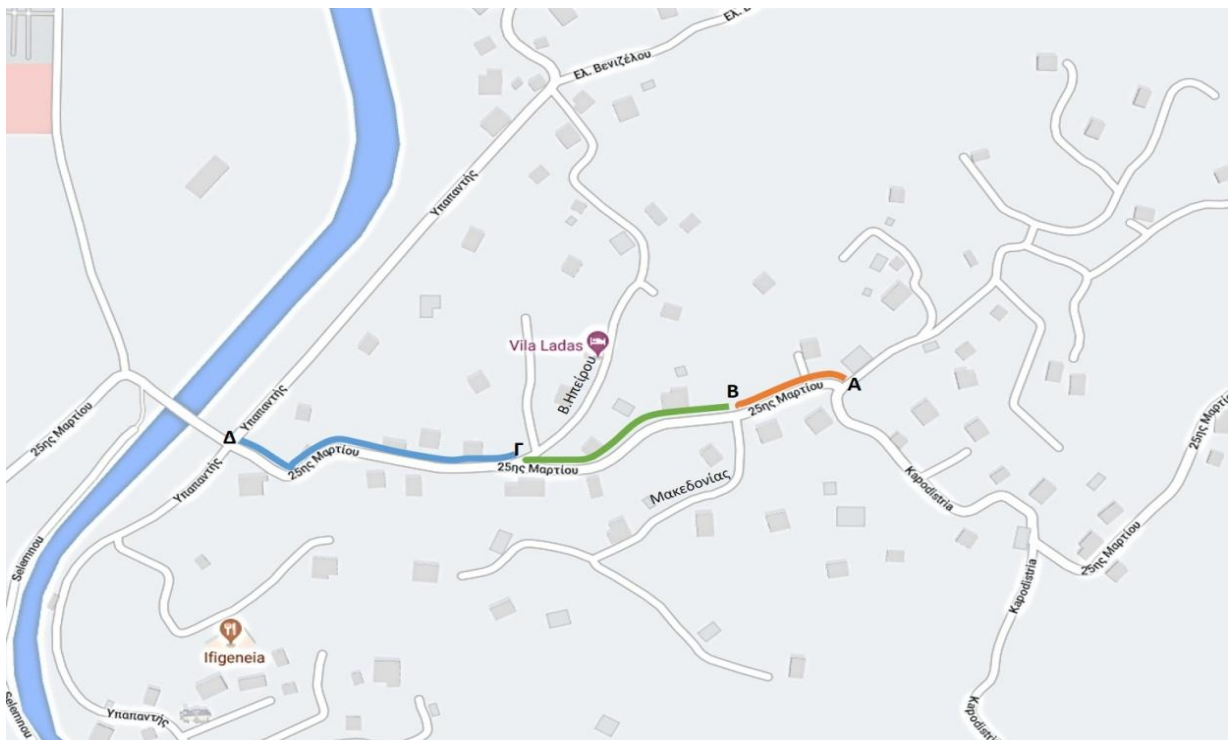 Ελ. Βενιζέλου
Υπαπαντής
Vila Ladas
Β.Ηπείρου
Υπαπαντής
25ης Μαρτίου
Β
25ης Μαρτίου
Α
25ης Μαρτίου
Δ
Γ
25ης Μαρτίου
25ης Μαρτίου
Υπαπαντής
Μακεδονίας
Kapodistria
25ης Μαρτίου
Selemnou
Kapodistria
Ifigeneia
Selemnou
Υπαπαντής
Kapodistria